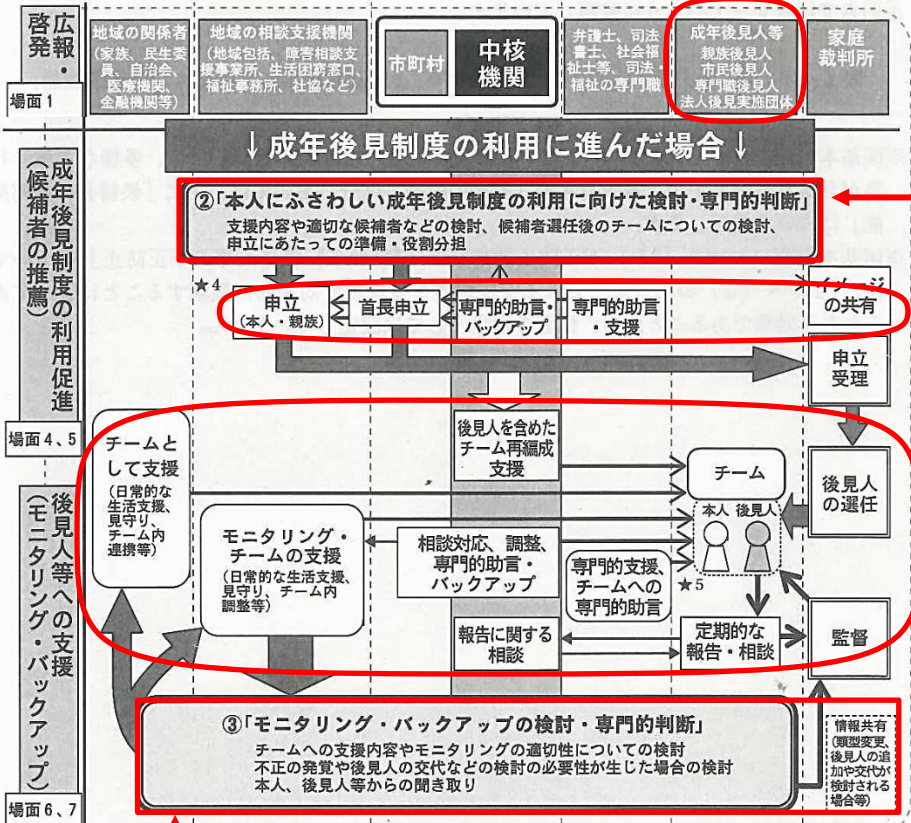 広報・
啓発
場面1
地域の関係者
(家族、民生委
員、自治会、
医療機関、
金融機関等)
地域の相談支援機関
(地域包括、障害相談支
援事業所、生活困窮窓口、
福祉事務所、社協など)
市町村
中核
機関
弁護士、司法
書士、社会福
祉士等、司法・
福祉の専門職
成年後見人等
親族後見人
市民後見人
専門職後見人
法人後見実施団体
家庭
裁判所
↓成年後見制度の利用に進んだ場合↓
成年後見制度の利用促進
(候補者の推薦)
場面4、5
②「本人にふさわしい成年後見制度の利用に向けた検討・専門的判断」
支援内容や適切な候補者などの検討、候補者選任後のチームについての検討、
申立にあたっての準備・役割分担
★4
申立
(本人・親族)
首長申立
専門的助言・
バックアップ
専門的助言
・支援
イメージ
の共有
申立
受理
後見人を含めた
チーム再編成
支援
チームと
して支援
(日常的な
生活支援、
見守り、
チーム内
連携等)
チーム
本人 後見人
後見人
の選任
後見人等への支援
(モニタリング・バックアップ)
場面6、7
モニタリング・
チームの支援
(日常的な生活支援、
見守り、チーム内
調整等)
相談対応、調整、
専門的助言・
バックアップ
専門的支援、
チームへの
専門的助言
★5
報告に関する
相談
定期的な
報告・相談
監督
③「モニタリング・バックアップの検討・専門的判断」
チームへの支援内容やモニタリングの適切性についての検討
不正の発覚や後見人の交代などの検討の必要性が生じた場合の検討
本人、後見人等からの聞き取り
情報共有
(類型変更、
後見人の追
加や交代が
検討される
場合等)